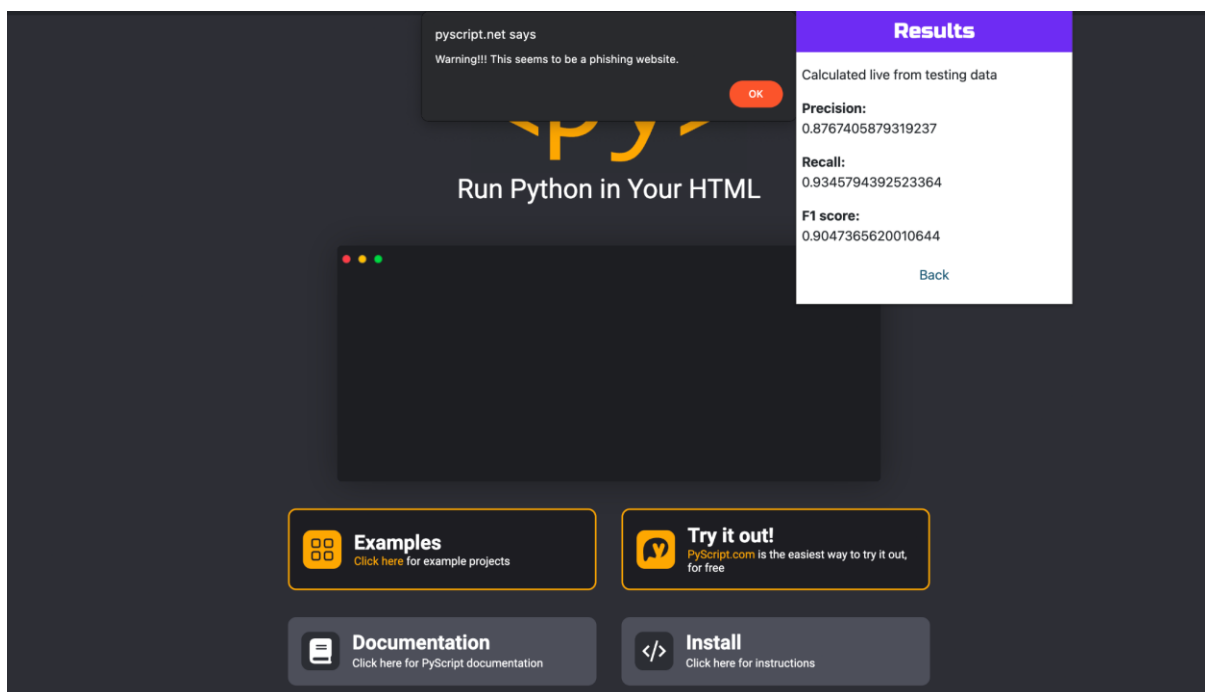 pyscript.net says
Warning!!! This seems to be a phishing website.
OK
Results
Calculated live from testing data
Precision:
0.8767405879319237
Recall:
0.9345794392523364
F1 score:
0.9047365620010644
Back
<py>
Run Python in Your HTML
Examples
Click here for example projects
Try it out!
PyScript.com is the easiest way to try it out,
for free
Documentation
Click here for PyScript documentation
</>
Install
Click here for instructions